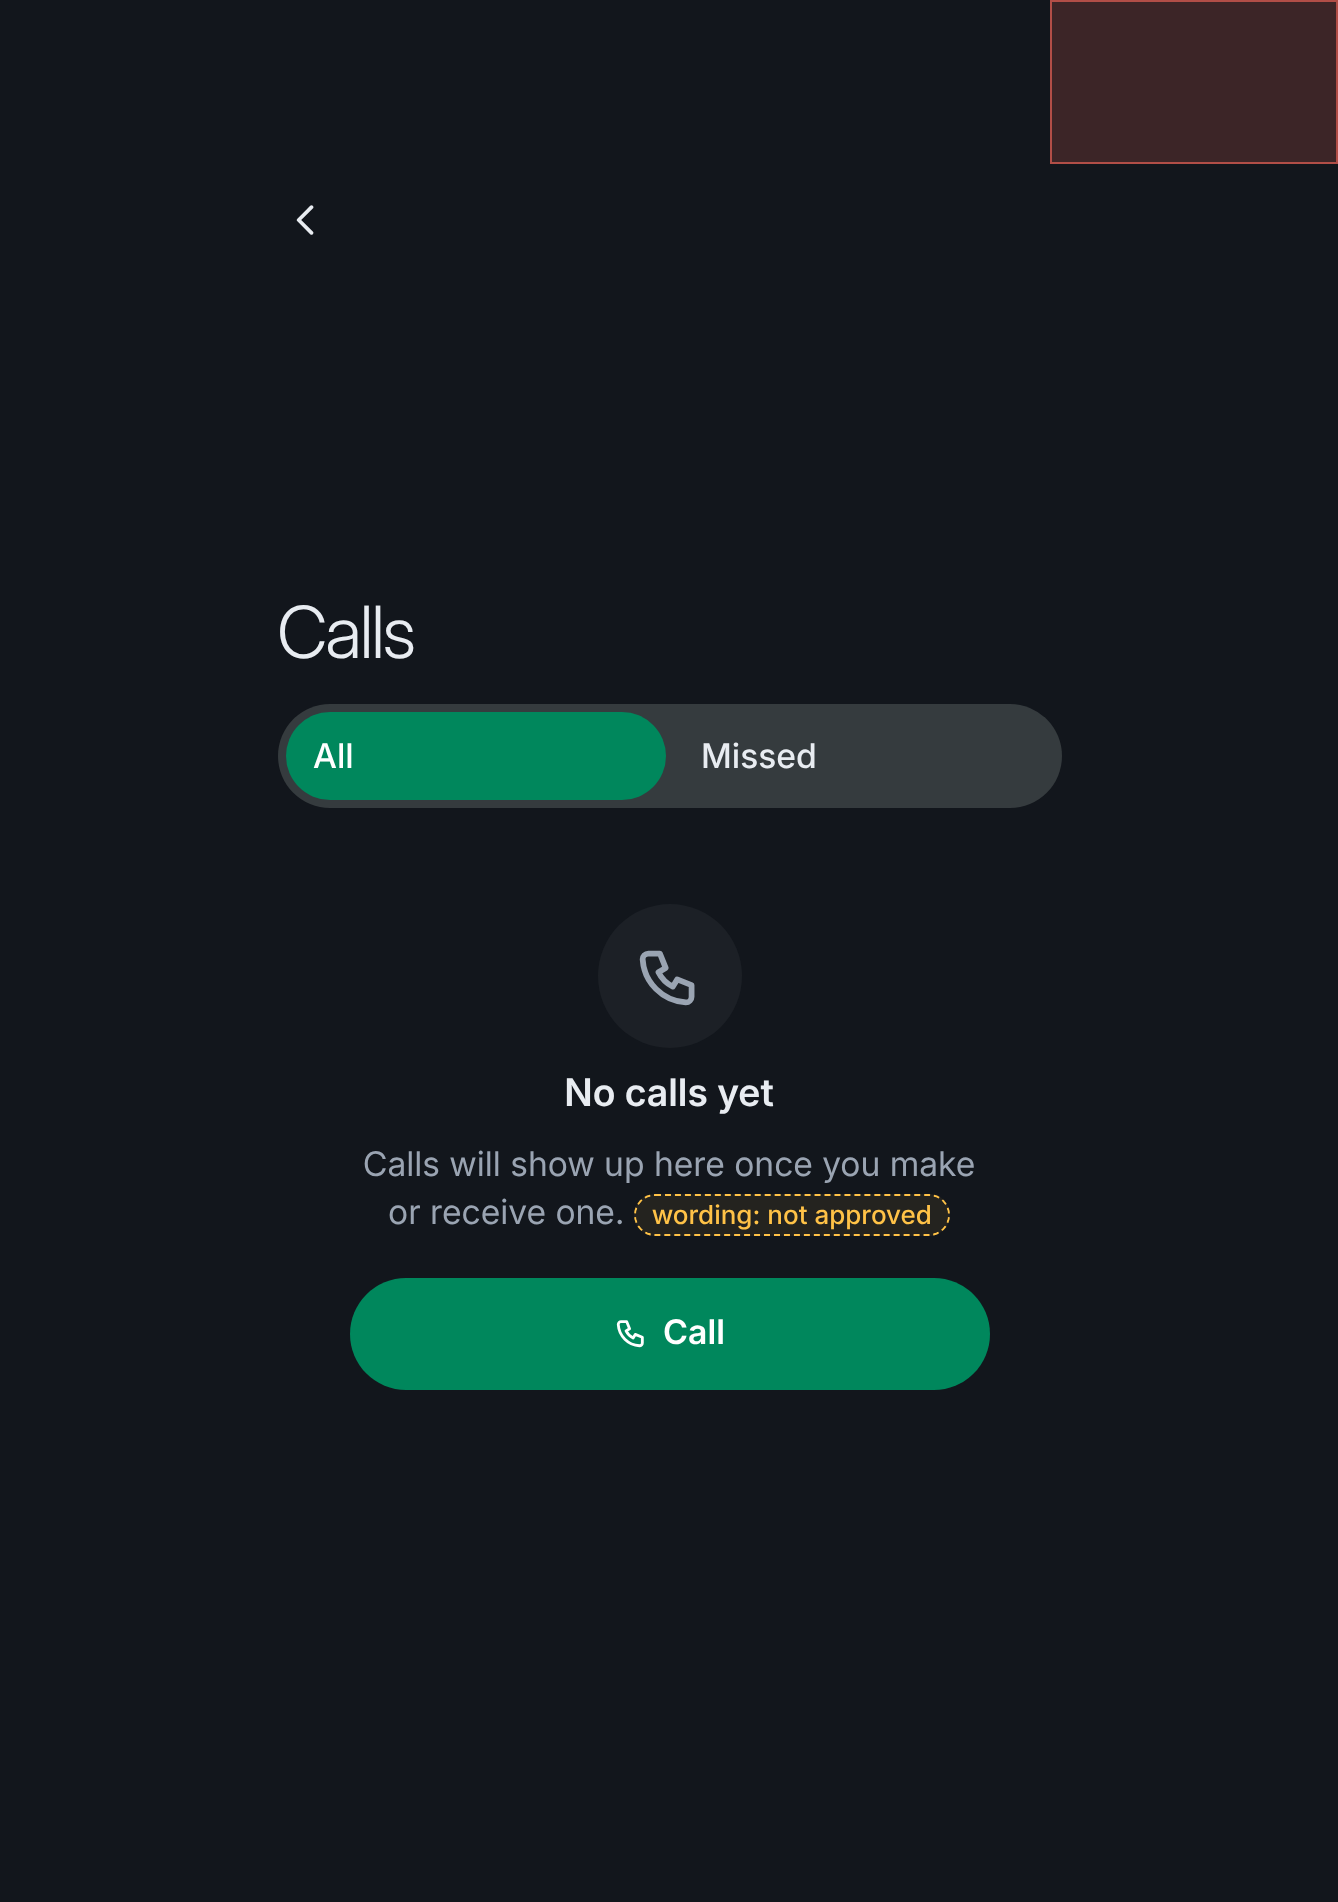 Calls
All
Missed
No calls yet
Calls will show up here once you make
or receive one. wording: not approved
Call